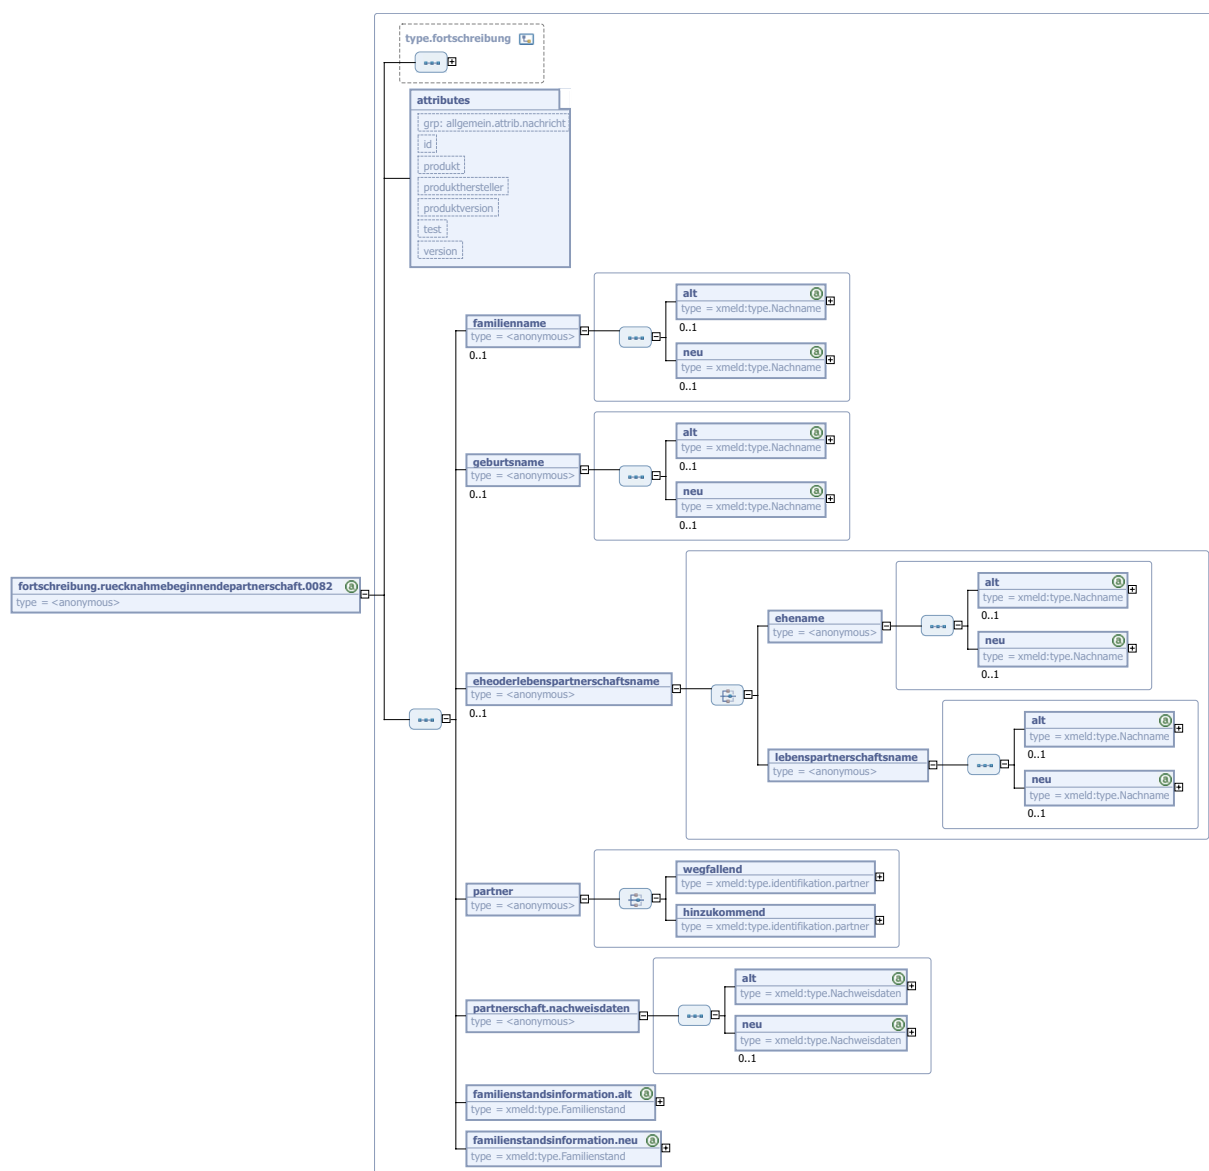 type.fortschreibung
attributes
grp: allgemein.attrib.nachricht
id
produkt
produkthersteller
produktversion
test
version
familienname
type = <anonymous>
0..1
alt
type = xmeld:type.Nachname
0..1
neu
type = xmeld:type.Nachname
0..1
geburtsname
type = <anonymous>
0..1
alt
type = xmeld:type.Nachname
0..1
neu
type = xmeld:type.Nachname
0..1
fortschreibung.ruecknahmebeginnendepartnerschaft.0082
type = <anonymous>
eheoderlebenspartnerschaftsname
type = <anonymous>
0..1
ehename
type = <anonymous>
alt
type = xmeld:type.Nachname
0..1
neu
type = xmeld:type.Nachname
0..1
lebenspartnerschaftsname
type = <anonymous>
alt
type = xmeld:type.Nachname
0..1
neu
type = xmeld:type.Nachname
0..1
partner
type = <anonymous>
wegfallend
type = xmeld:type.identifikation.partner
hinzukommend
type = xmeld:type.identifikation.partner
partnerschaft.nachweisdaten
type = <anonymous>
alt
type = xmeld:type.Nachweisdaten
neu
type = xmeld:type.Nachweisdaten
0..1
familienstandsinformation.alt
type = xmeld:type.Familienstand
familienstandsinformation.neu
type = xmeld:type.Familienstand